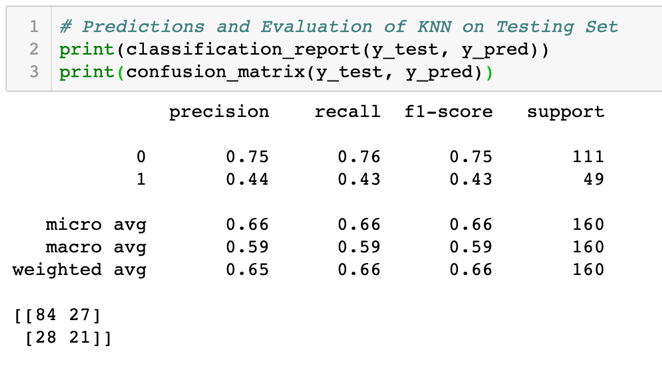 1 # Predictions and Evaluation of KNN on Testing Set
2 print(classification_report(y_test, y_pred))
3 print(confusion_matrix(y_test, y_pred))
precision recall f1-score support
0 0.75 0.76 0.75 111
1 0.44 0.43 0.43 49
micro avg 0.66 0.66 0.66 160
macro avg 0.59 0.59 0.59 160
weighted avg 0.65 0.66 0.66 160
[[84 27]
[28 21]]